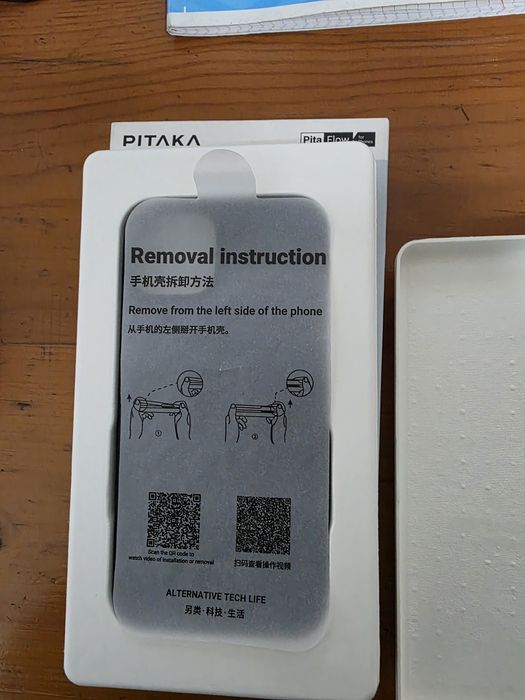 PITAKA
Pita Flow for
Removal instruction
手机壳拆卸方法
Remove from the left side of the phone
从手机的左侧掰开手机壳。
① ②
Scan the QR code to
watch video of installation or removal
扫码查看操作视频
ALTERNATIVE TECH LIFE
另类·科技·生活